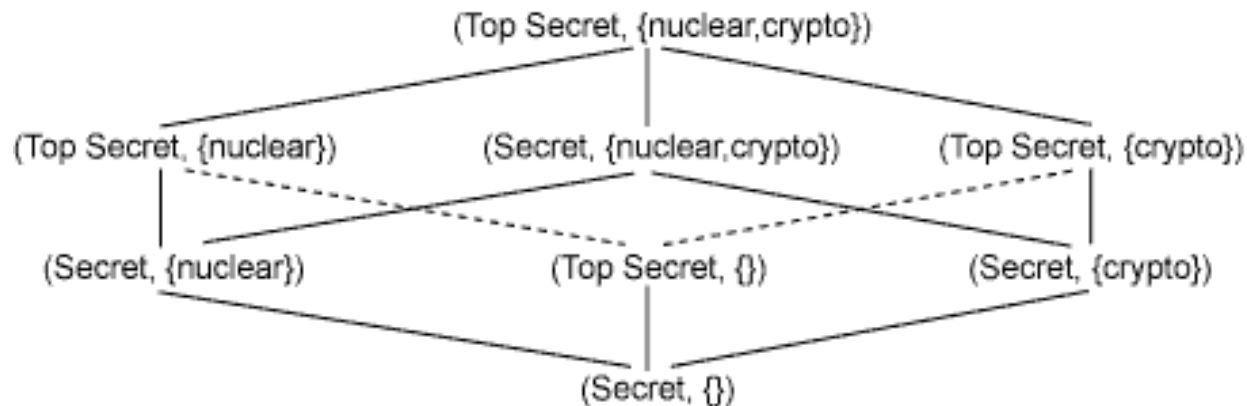 (Top Secret, {nuclear,crypto})
(Top Secret, {nuclear}) (Secret, {nuclear,crypto}) (Top Secret, {crypto})
(Secret, {nuclear}) (Top Secret, {}) (Secret, {crypto})
(Secret, {})